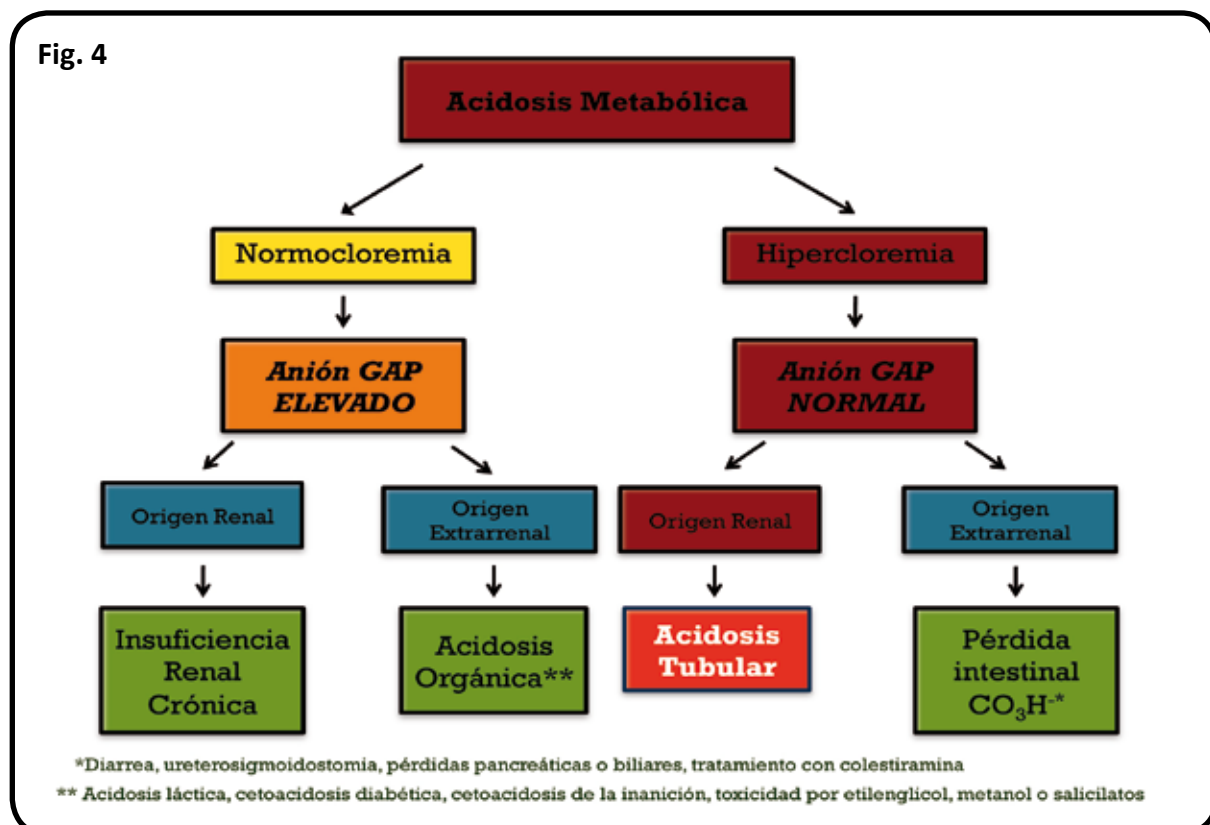 Fig. 4
Acidosis Metabólica
Normocloremia
Hipercloremia
Anión GAP
ELEVADO
Anión GAP
NORMAL
Origen Renal
Origen
Extrarrenal
Origen Renal
Origen
Extrarrenal
Insuficiencia
Renal
Crónica
Acidosis
Orgánica**
Acidosis
Tubular
Pérdida
intestinal
CO₃H⁻*
*Diarrea, ureterosigmoidostomia, pérdidas pancreáticas o biliares, tratamiento con colestiramina
** Acidosis láctica, cetoacidosis diabética, cetoacidosis de la inanición, toxicidad por etilenglicol, metanol o salicilatos